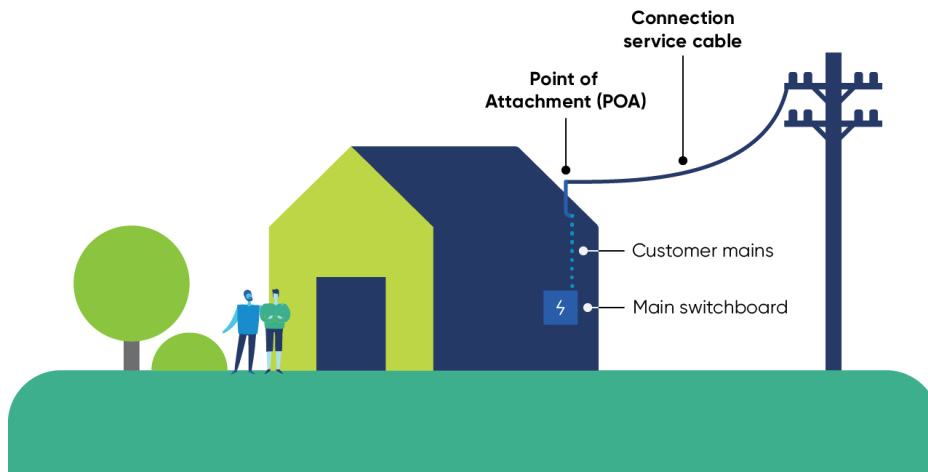 Connection
service cable
Point of
Attachment (POA)
Customer mains
Main switchboard